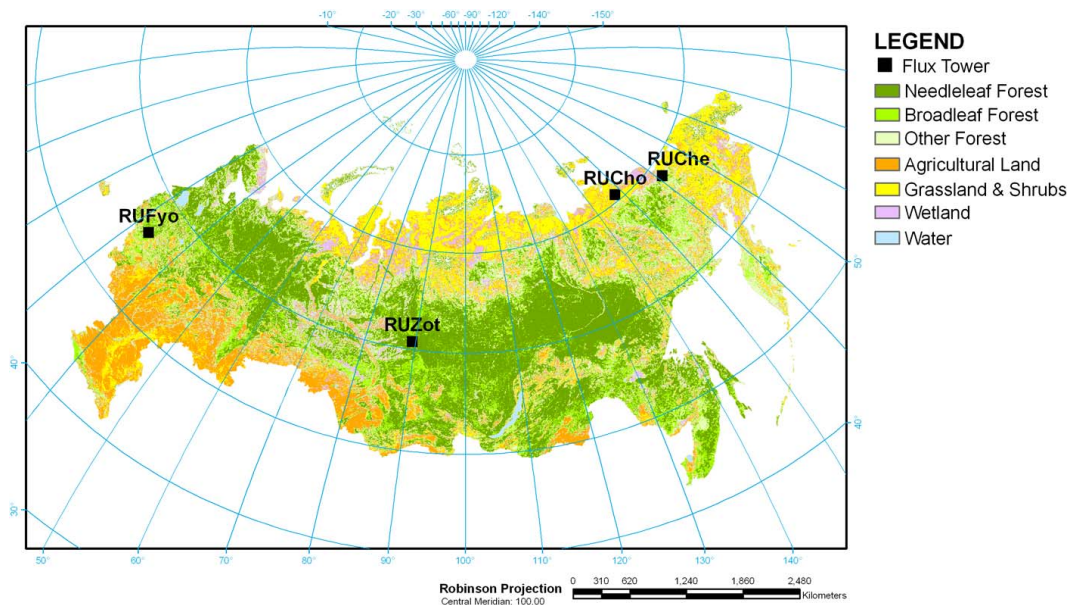 -10° -20° -30° -60° -90° -120° -140° -150°
LEGEND
Flux Tower
Needleleaf Forest
Broadleaf Forest
Other Forest
Agricultural Land
Grassland & Shrubs
Wetland
Water
RUChe
RUCho
RUFyo
RUZot
50°
40°
40°
30°
50° 60° 70° 80° 90° 100° 110° 120° 130° 140°
Robinson Projection
Central Meridian: 100.00
0 310 620 1,240 1,860 2,480
Kilometers